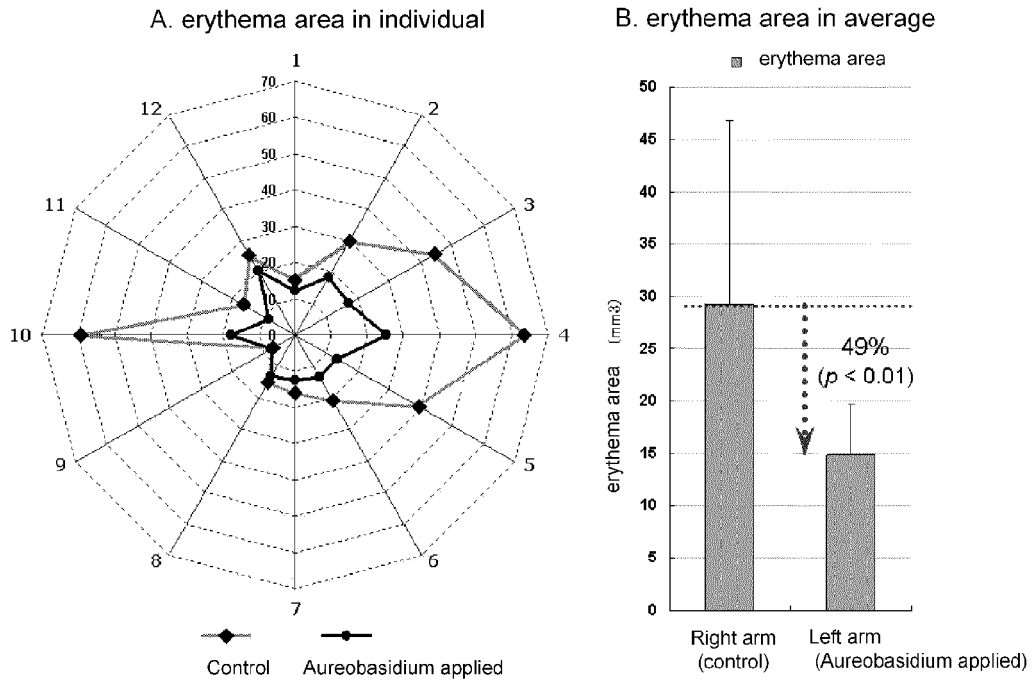 A. erythema area in individual
1
2
3
4
5
6
7
8
9
10
11
12
70
60
50
40
30
20
10
0
Control
Aureobasidium applied
B. erythema area in average
erythema area
50
45
40
35
30
25
20
15
10
5
0
erythema area (mm3)
49%
(p < 0.01)
Right arm
(control)
Left arm
(Aureobasidium applied)